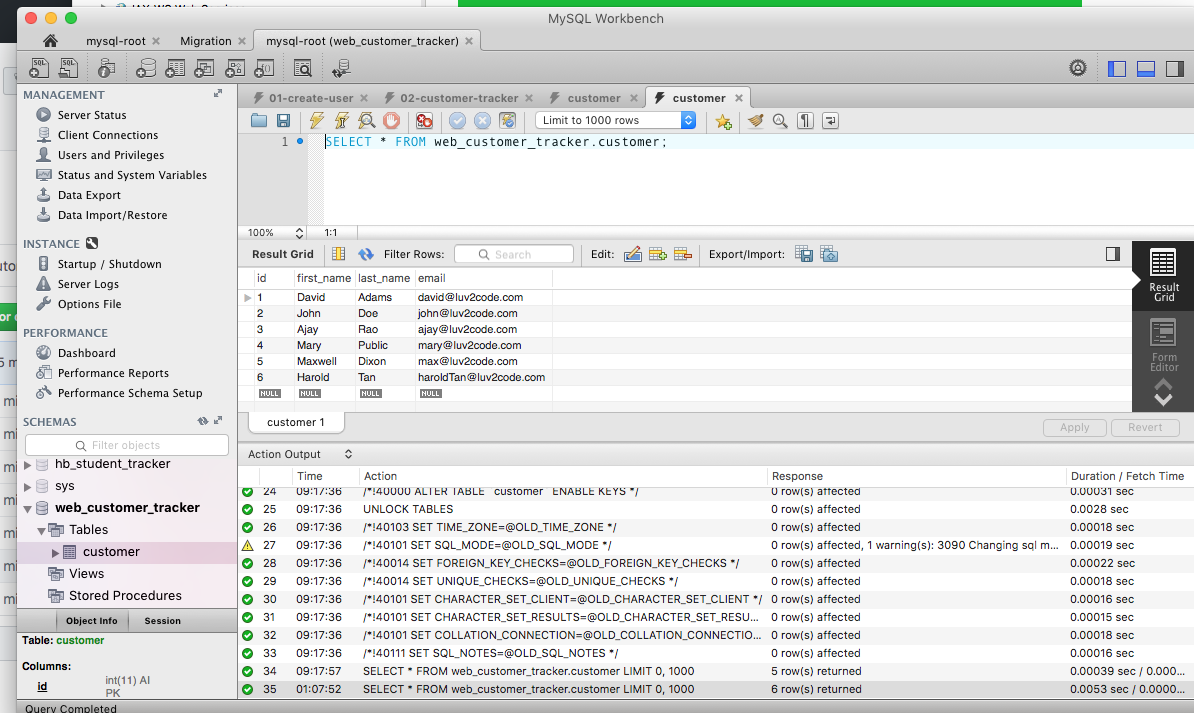 MySQL Workbench
mysql-root
Migration
mysql-root (web_customer_tracker)
MANAGEMENT
Server Status
Client Connections
Users and Privileges
Status and System Variables
Data Export
Data Import/Restore
INSTANCE
Startup / Shutdown
Server Logs
Options File
PERFORMANCE
Dashboard
Performance Reports
Performance Schema Setup
SCHEMAS
Filter objects
hb_student_tracker
sys
web_customer_tracker
Tables
customer
Views
Stored Procedures
Object Info Session
Table: customer
Columns:
id int(11) AI
PK
Query Completed
01-create-user 02-customer-tracker customer customer
Limit to 1000 rows
1 SELECT * FROM web_customer_tracker.customer;
100% 1:1
Result Grid Filter Rows: Search Edit: Export/Import:
id first_name last_name email
1 David Adams david@luv2code.com
2 John Doe john@luv2code.com
3 Ajay Rao ajay@luv2code.com
4 Mary Public mary@luv2code.com
5 Maxwell Dixon max@luv2code.com
6 Harold Tan haroldTan@luv2code.com
NULL NULL NULL NULL
Result
Grid
Form
Editor
customer 1 Apply Revert
Action Output
Time Action Response Duration / Fetch Time
24 09:17:36 /*!40000 ALTER TABLE `customer` ENABLE KEYS */ 0 row(s) affected 0.00031 sec
25 09:17:36 UNLOCK TABLES 0 row(s) affected 0.0028 sec
26 09:17:36 /*!40103 SET TIME_ZONE=@OLD_TIME_ZONE */ 0 row(s) affected 0.00018 sec
27 09:17:36 /*!40101 SET SQL_MODE=@OLD_SQL_MODE */ 0 row(s) affected, 1 warning(s): 3090 Changing sql m... 0.00019 sec
28 09:17:36 /*!40014 SET FOREIGN_KEY_CHECKS=@OLD_FOREIGN_KEY_CHECKS */ 0 row(s) affected 0.00022 sec
29 09:17:36 /*!40014 SET UNIQUE_CHECKS=@OLD_UNIQUE_CHECKS */ 0 row(s) affected 0.00018 sec
30 09:17:36 /*!40101 SET CHARACTER_SET_CLIENT=@OLD_CHARACTER_SET_CLIENT */ 0 row(s) affected 0.00016 sec
31 09:17:36 /*!40101 SET CHARACTER_SET_RESULTS=@OLD_CHARACTER_SET_RESU... 0 row(s) affected 0.00015 sec
32 09:17:36 /*!40101 SET COLLATION_CONNECTION=@OLD_COLLATION_CONNECTIO... 0 row(s) affected 0.00018 sec
33 09:17:36 /*!40111 SET SQL_NOTES=@OLD_SQL_NOTES */ 0 row(s) affected 0.00016 sec
34 09:17:57 SELECT * FROM web_customer_tracker.customer LIMIT 0, 1000 5 row(s) returned 0.00039 sec / 0.000...
35 01:07:52 SELECT * FROM web_customer_tracker.customer LIMIT 0, 1000 6 row(s) returned 0.0053 sec / 0.0000...